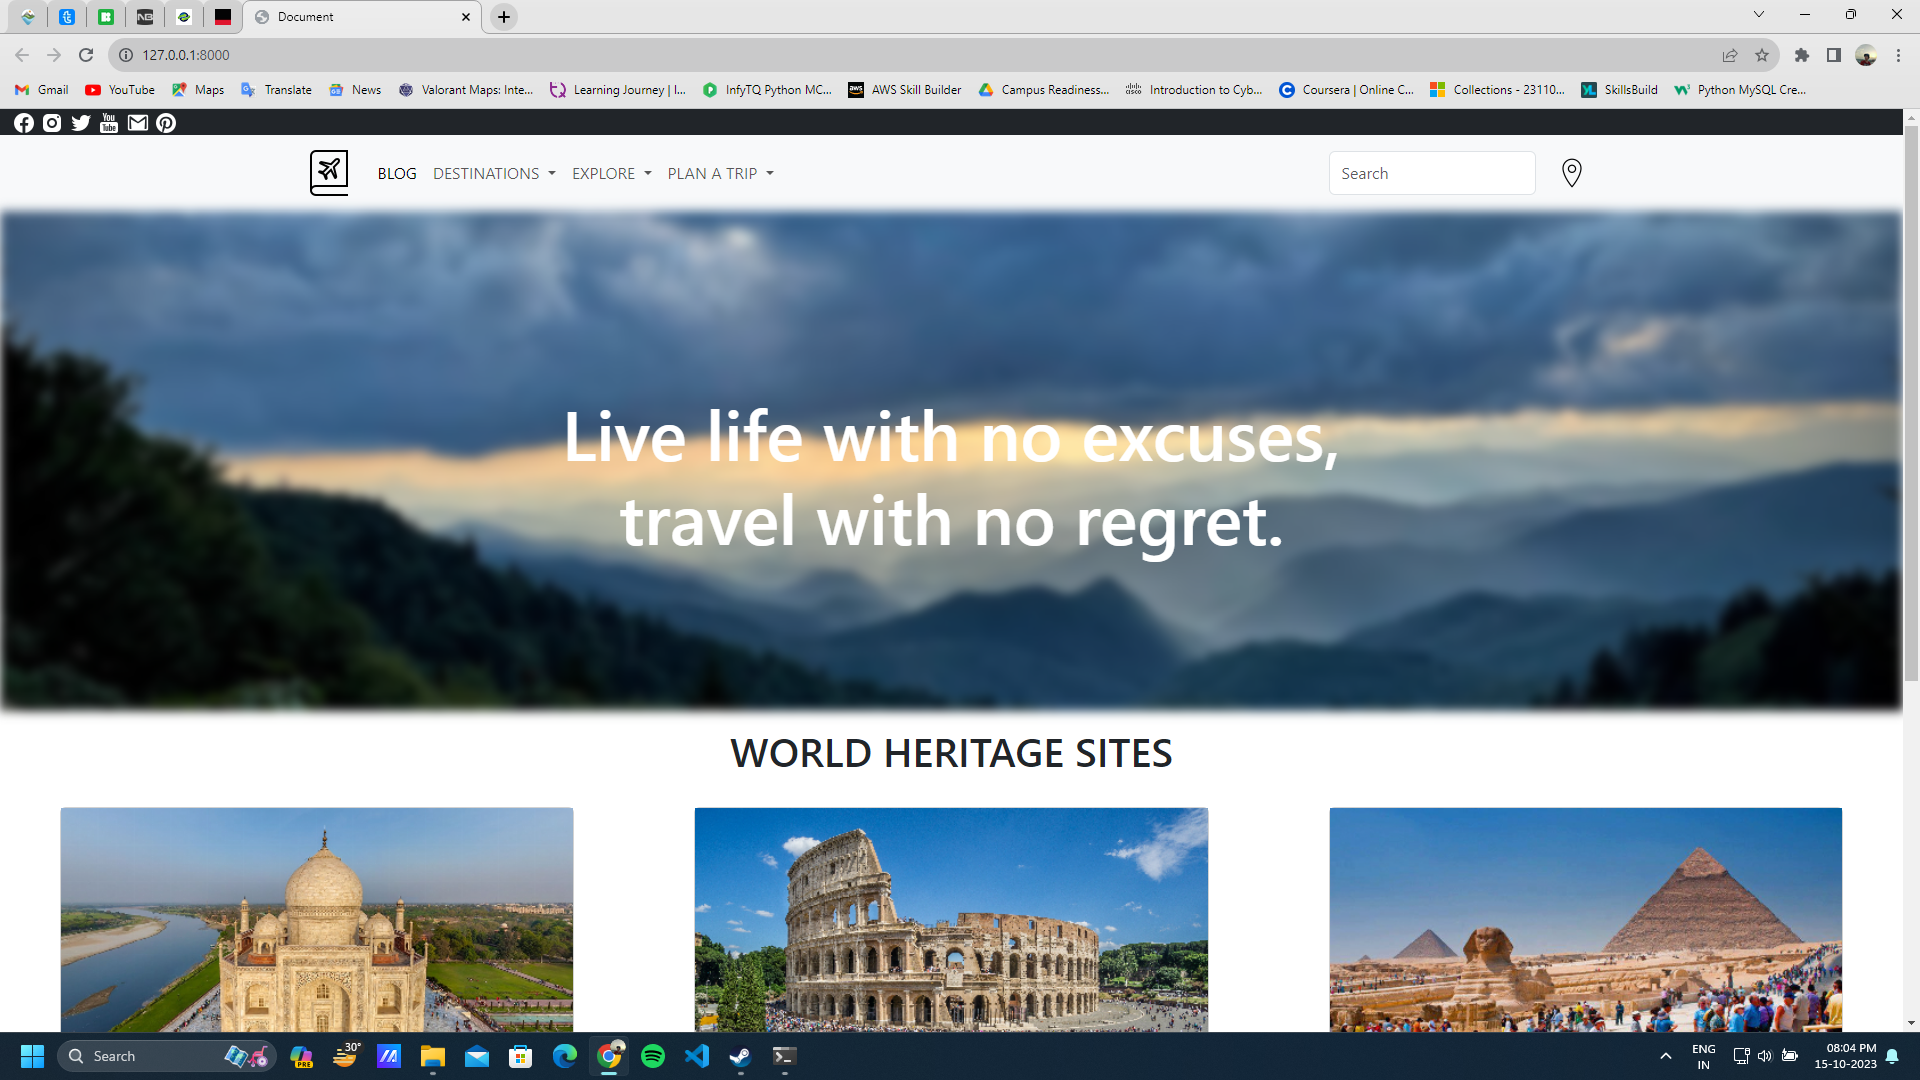 Document
127.0.0.1:8000
Gmail YouTube Maps Translate News Valorant Maps: Inte... Learning Journey | I... InfyTQ Python MC... AWS Skill Builder Campus Readiness... Introduction to Cyb... Coursera | Online C... Collections - 23110... SkillsBuild Python MySQL Cre...
BLOG DESTINATIONS EXPLORE PLAN A TRIP Search
Live life with no excuses,
travel with no regret.
WORLD HERITAGE SITES
Search
30°
PRE
ENG
IN
08:04 PM
15-10-2023